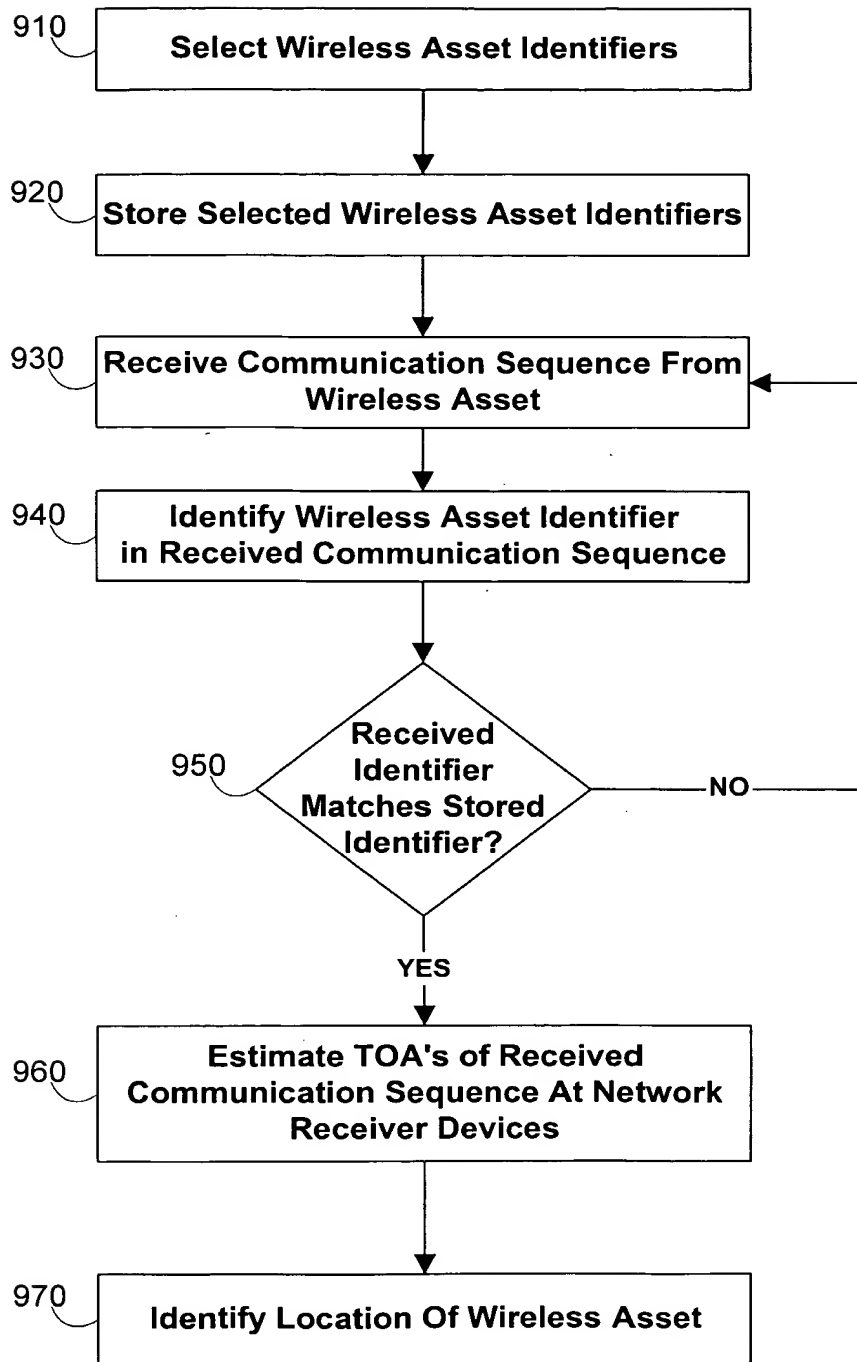 910
Select Wireless Asset Identifiers
920
Store Selected Wireless Asset Identifiers
930
Receive Communication Sequence From
Wireless Asset
940
Identify Wireless Asset Identifier
in Received Communication Sequence
950
Received
Identifier
Matches Stored
Identifier?
NO
YES
960
Estimate TOA's of Received
Communication Sequence At Network
Receiver Devices
970
Identify Location Of Wireless Asset